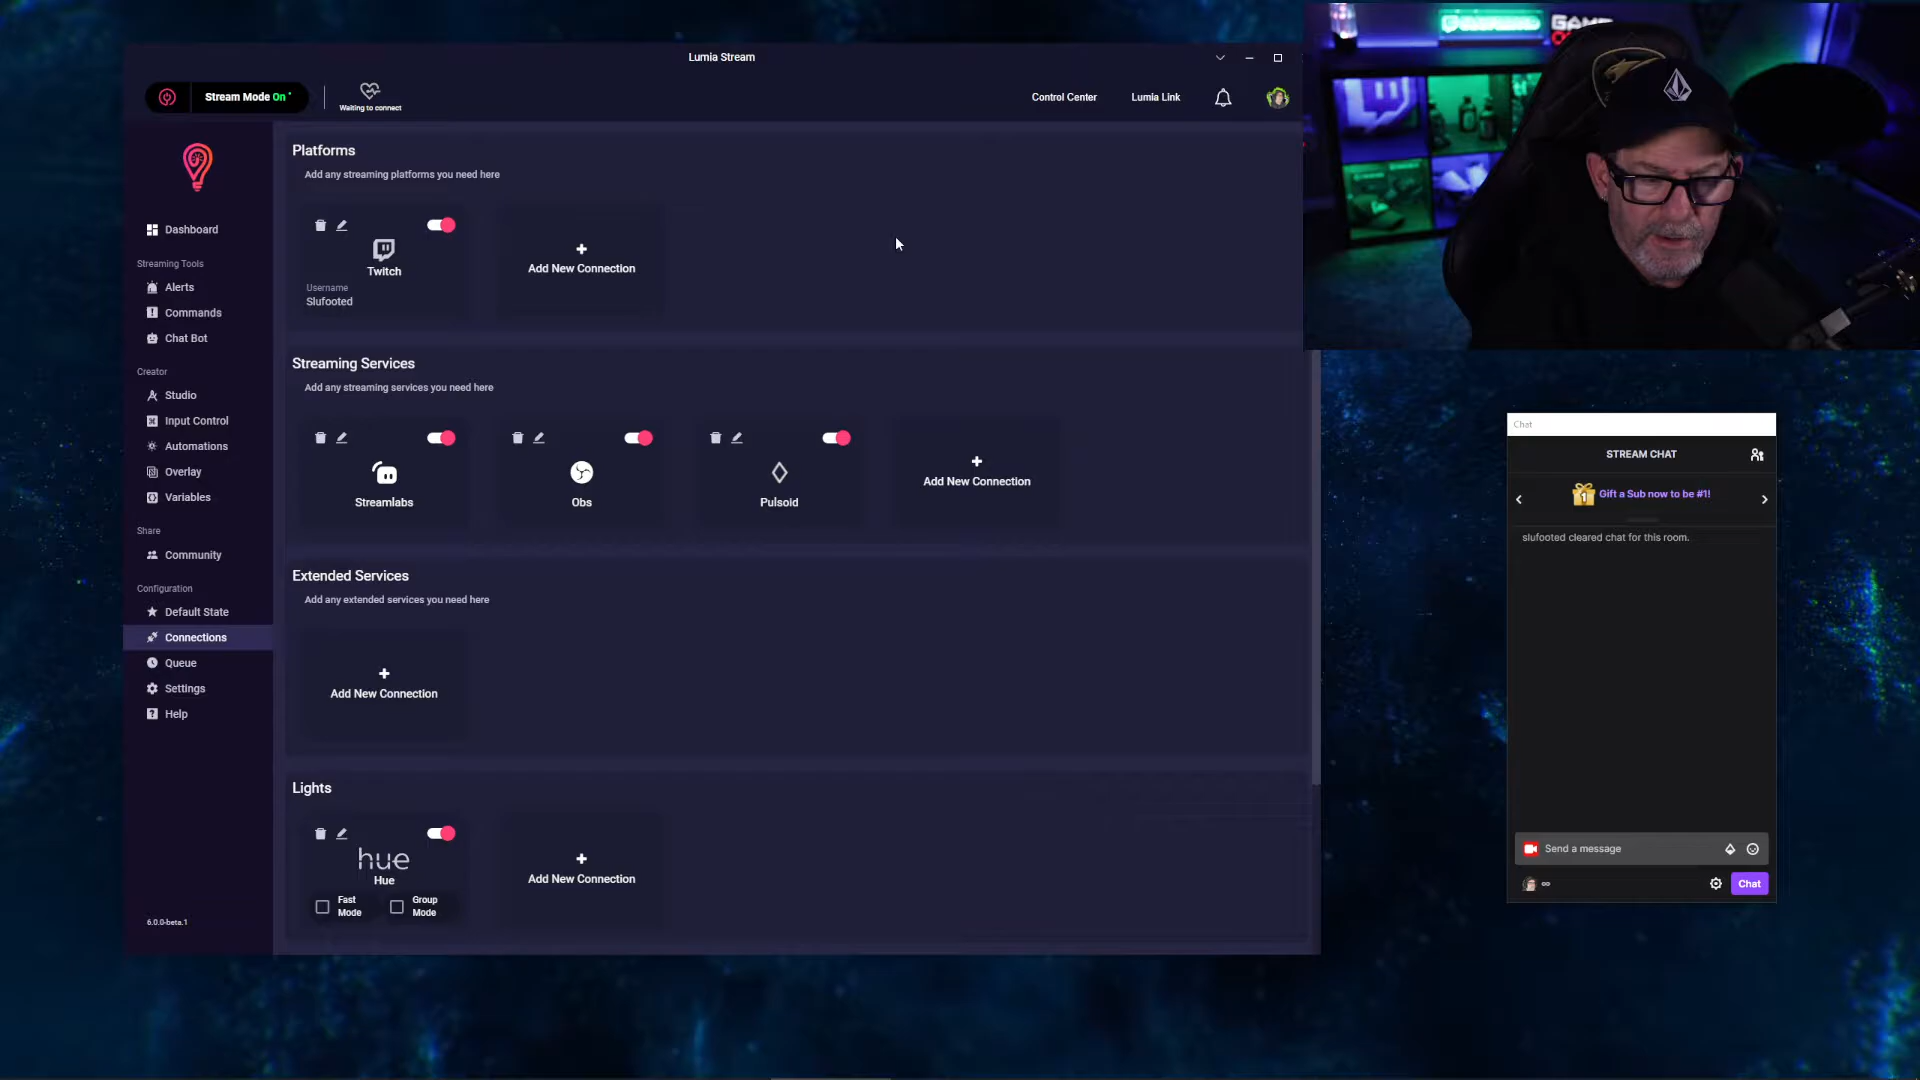 Lumia Stream
Stream Mode On
Waiting to connect
Control Center
Lumia Link
Dashboard
Streaming Tools
Alerts
Commands
Chat Bot
Creator
Studio
Input Control
Automations
Overlay
Variables
Share
Community
Configuration
Default State
Connections
Queue
Settings
Help
6.0.0-beta.1
Platforms
Add any streaming platforms you need here
Twitch
Username
Slufooted
Add New Connection
Streaming Services
Add any streaming services you need here
Streamlabs
Obs
Pulsoid
Add New Connection
Extended Services
Add any extended services you need here
Add New Connection
Lights
hue
Hue
Fast
Mode
Group
Mode
Add New Connection
GAME
Chat
STREAM CHAT
1
Gift a Sub now to be #1!
slufooted cleared chat for this room.
Send a message
Chat